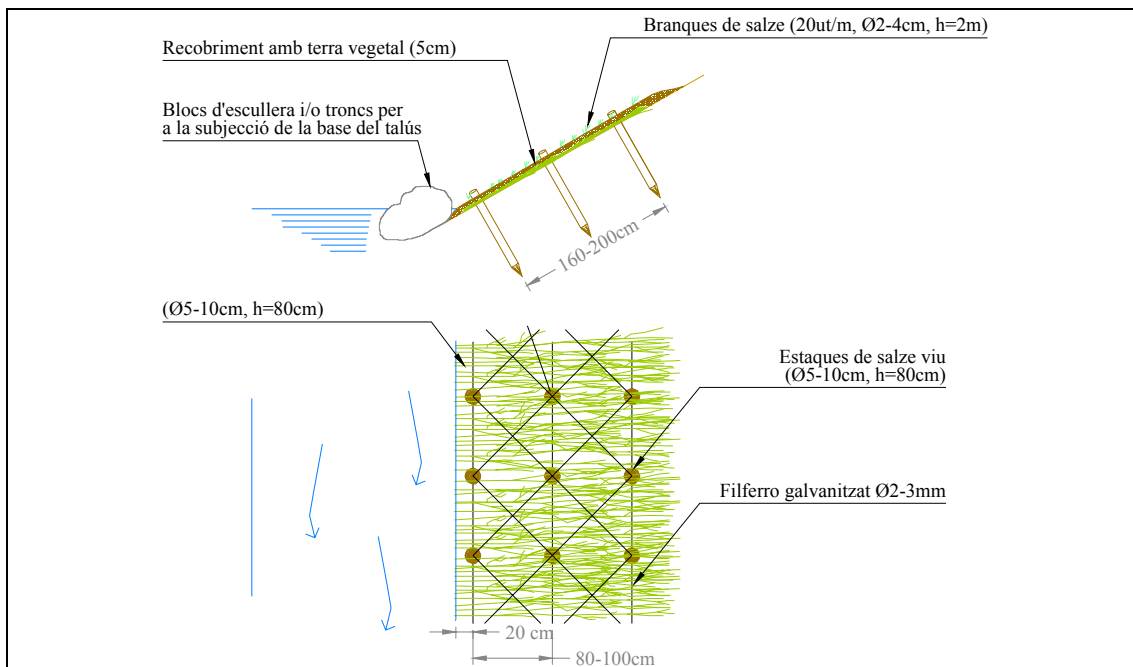 Branques de salze (20ut/m, Ø2-4cm, h=2m)
Recobriment amb terra vegetal (5cm)
Blocs d'escullera i/o troncs per
a la subjecció de la base del talús
160-200cm
(Ø5-10cm, h=80cm)
Estaques de salze viu
(Ø5-10cm, h=80cm)
Filferro galvanitzat Ø2-3mm
20 cm
80-100cm